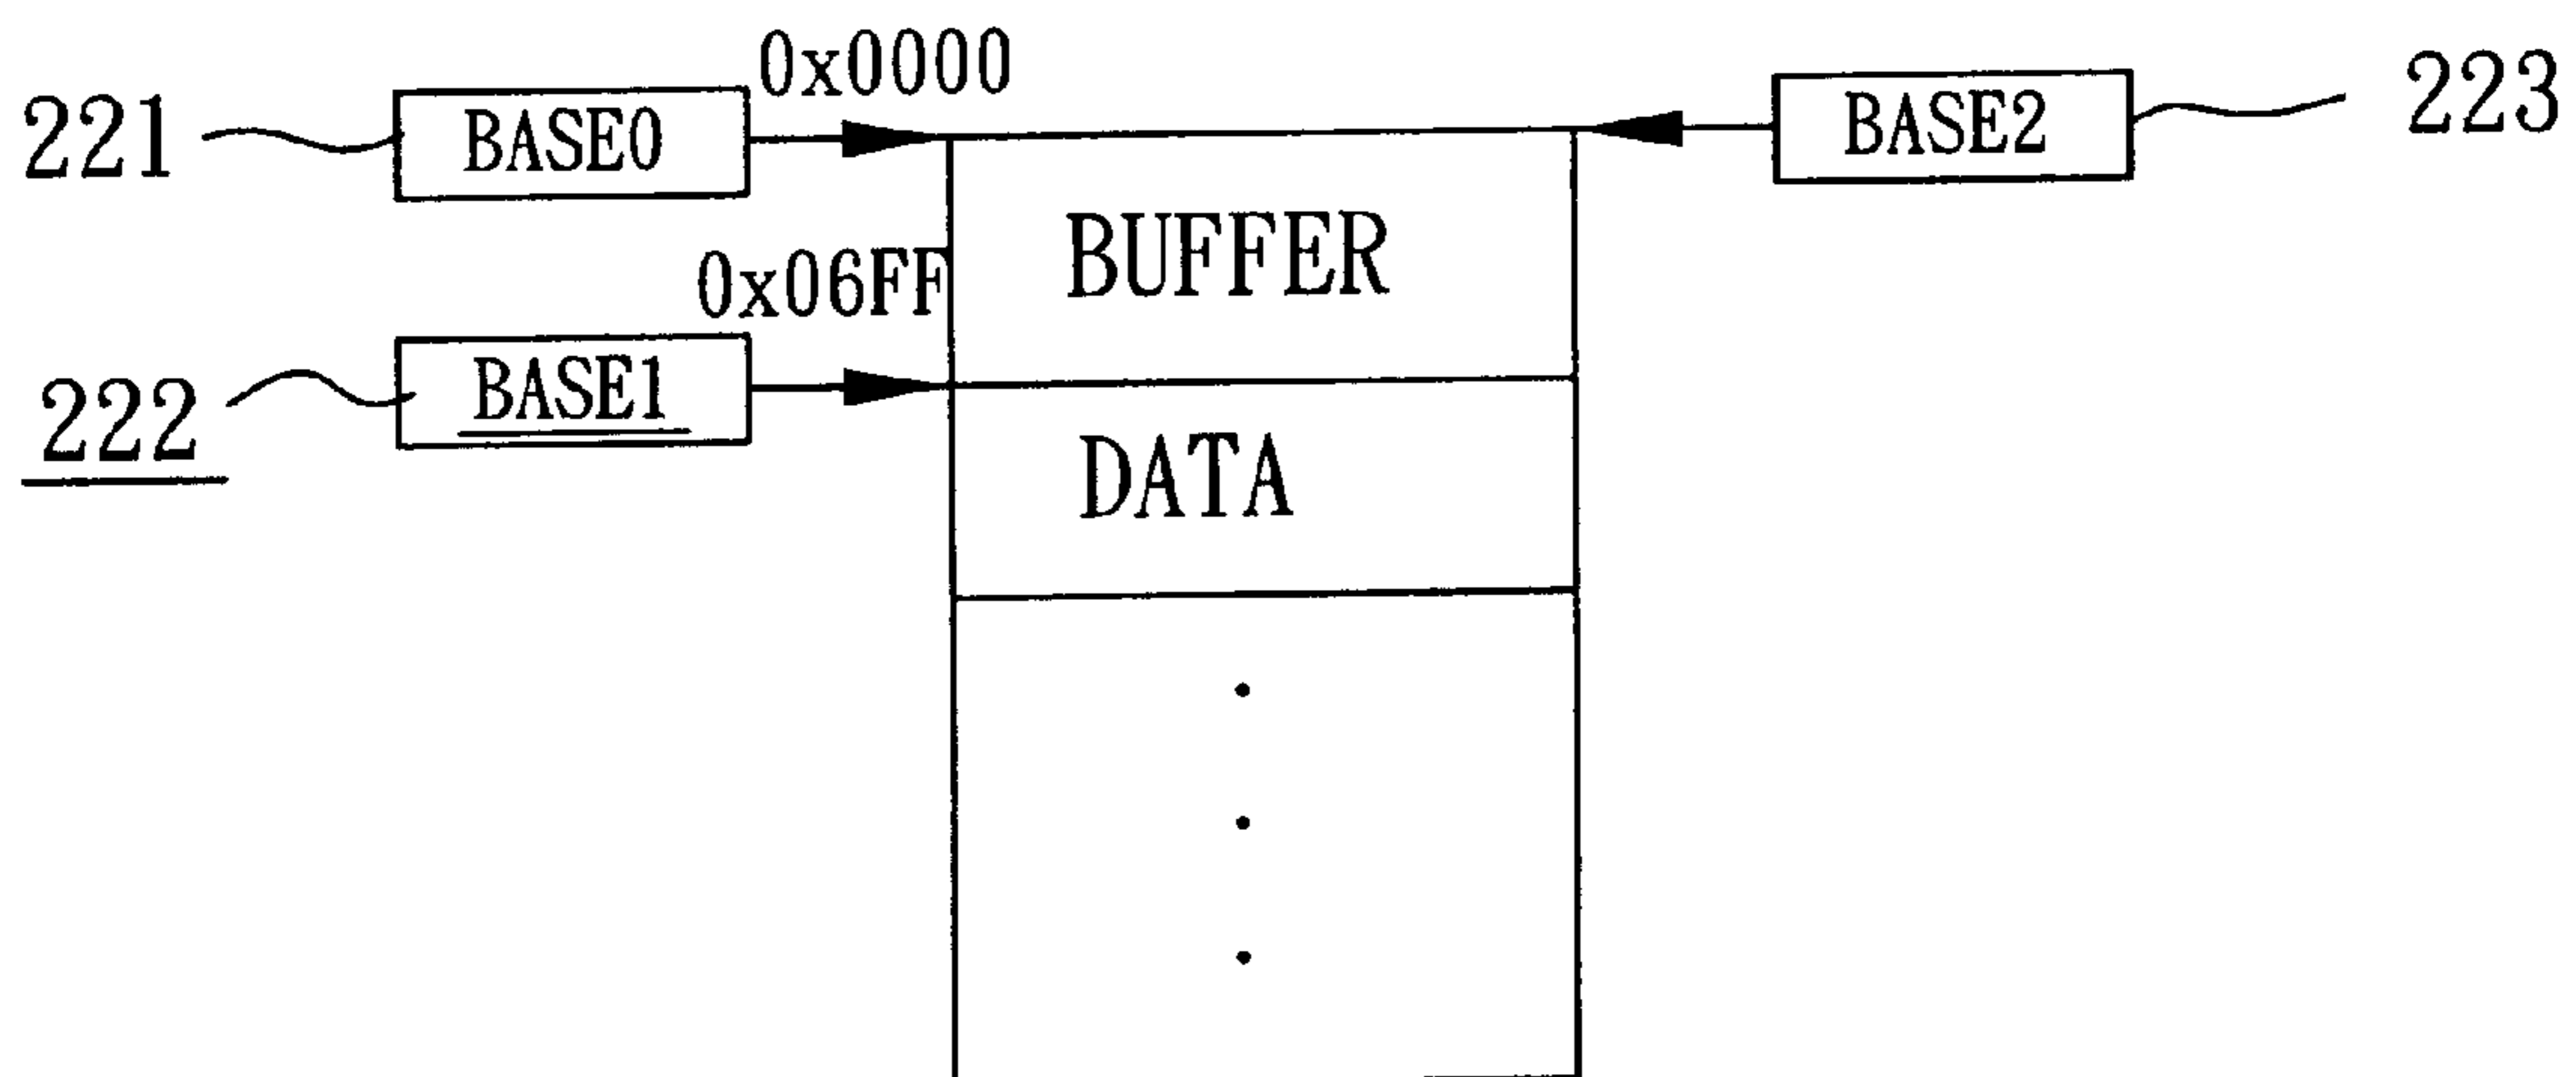 0x0000
221 BASE0 BASE2 223
0x06FF BUFFER
222 BASE1
DATA